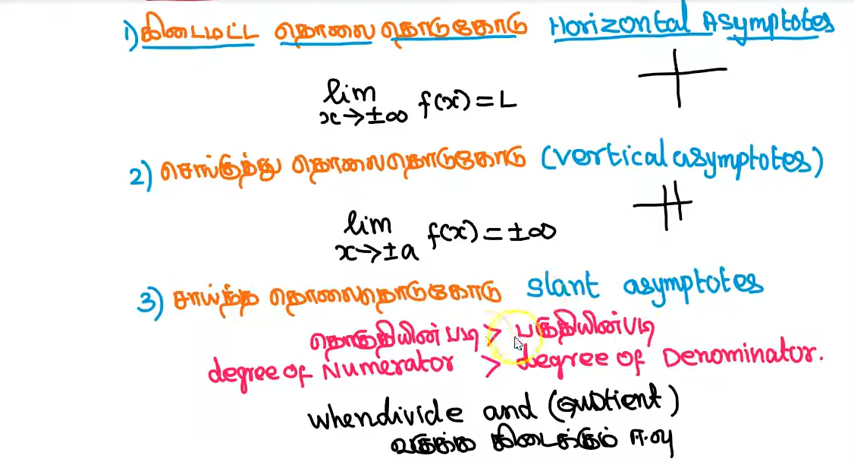 1) கிடைமட்ட தொலை தொடுகோடு Horizontal Asymptotes
lim x→±∞ f(x) = L
2) செங்குத்து தொலைதொடுகோடு (vertical asymptotes)
lim x→±a f(x) = ±∞
3) சாய்ந்த தொலைதொடுகோடு Slant asymptotes
தொகுதியின் படி > பகுதியின்படி
degree of Numerator > degree of Denominator.
when divide and (Quotient)
வகுக்க கிடைக்கும் ஈ.வு